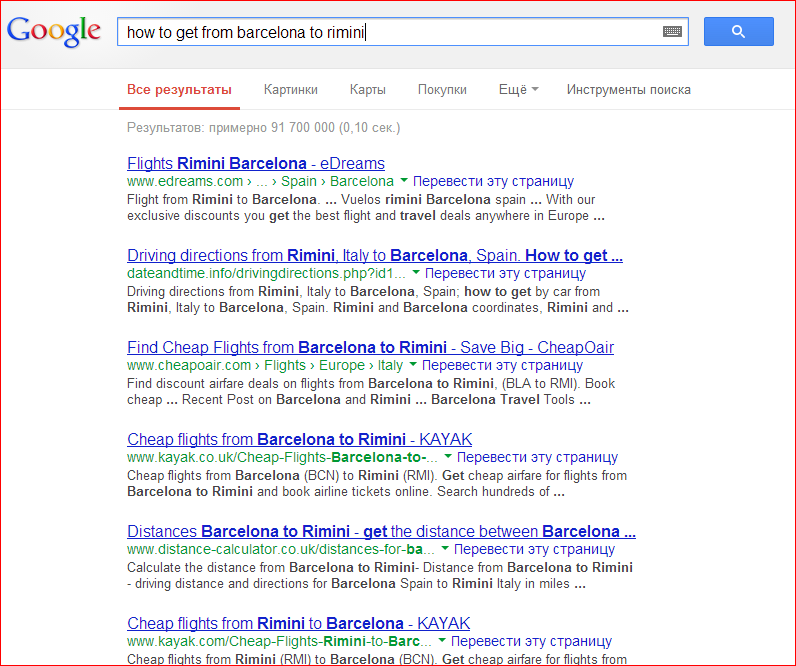 Google
how to get from barcelona to rimini
Все результаты Картинки Карты Покупки Ещё Инструменты поиска
Результатов: примерно 91 700 000 (0,10 сек.)
Flights Rimini Barcelona - eDreams
www.edreams.com › ... › Spain › Barcelona Перевести эту страницу
Flight from Rimini to Barcelona. ... Vuelos rimini Barcelona spain ... With our
exclusive discounts you get the best flight and travel deals anywhere in Europe ...
Driving directions from Rimini, Italy to Barcelona, Spain. How to get ...
dateandtime.info/drivingdirections.php?id1... Перевести эту страницу
Driving directions from Rimini, Italy to Barcelona, Spain; how to get by car from
Rimini, Italy to Barcelona, Spain. Rimini and Barcelona coordinates, Rimini and ...
Find Cheap Flights from Barcelona to Rimini - Save Big - CheapOair
www.cheapoair.com › Flights › Europe › Italy Перевести эту страницу
Find discount airfare deals on flights from Barcelona to Rimini, (BLA to RMI). Book
cheap ... Recent Post on Barcelona and Rimini ... Barcelona Travel Tools ...
Cheap flights from Barcelona to Rimini - KAYAK
www.kayak.co.uk/Cheap-Flights-Barcelona-to-... Перевести эту страницу
Cheap flights from Barcelona (BCN) to Rimini (RMI). Get cheap airfare for flights from
Barcelona to Rimini and book airline tickets online. Search hundreds of ...
Distances Barcelona to Rimini - get the distance between Barcelona ...
www.distance-calculator.co.uk/distances-for-ba... Перевести эту страницу
Calculate the distance from Barcelona to Rimini- Distance from Barcelona to Rimini
- driving distance and directions for Barcelona Spain to Rimini Italy in miles ...
Cheap flights from Rimini to Barcelona - KAYAK
www.kayak.com/Cheap-Flights-Rimini-to-Barc... Перевести эту страницу
Cheap flights from Rimini (RMI) to Barcelona (BCN). Get cheap airfare for flights from